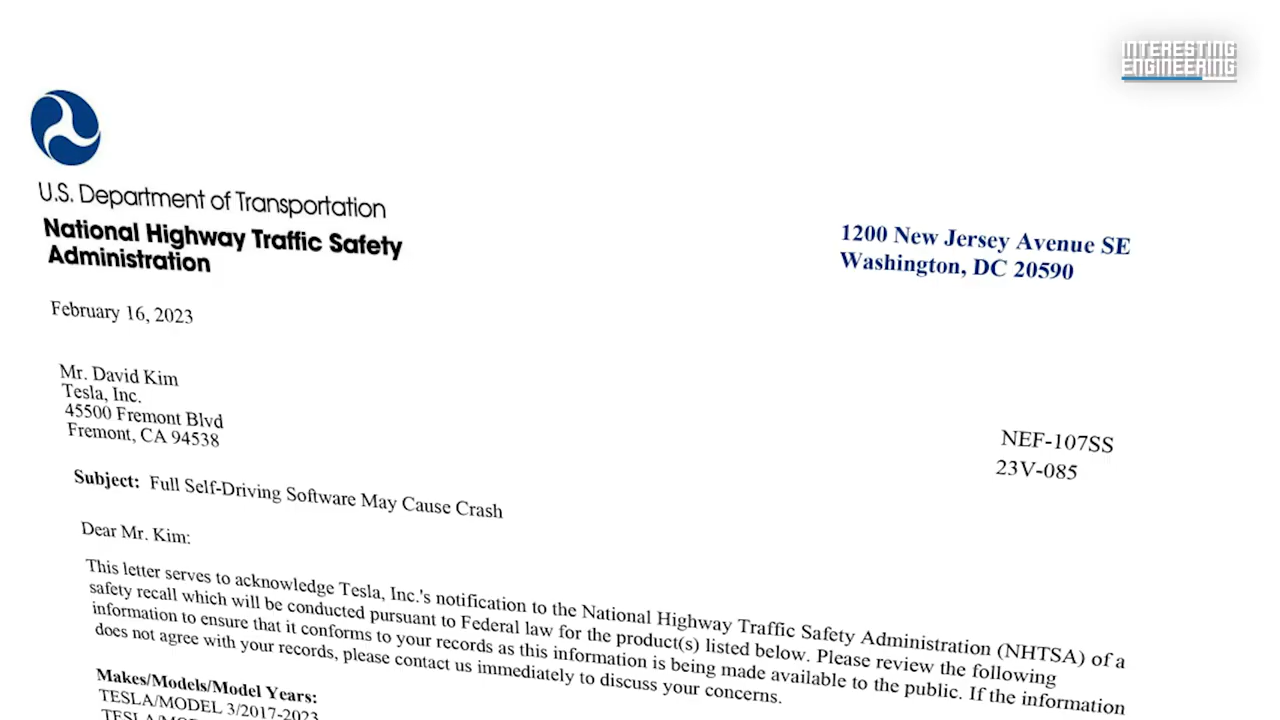 INTERESTING
ENGINEERING
U.S. Department of Transportation
National Highway Traffic Safety
Administration
1200 New Jersey Avenue SE
Washington, DC 20590
February 16, 2023
Mr. David Kim
Tesla, Inc.
45500 Fremont Blvd
Fremont, CA 94538
NEF-107SS
23V-085
Subject: Full Self-Driving Software May Cause Crash
Dear Mr. Kim:
This letter serves to acknowledge Tesla, Inc.'s notification to the National Highway Traffic Safety Administration (NHTSA) of a
safety recall which will be conducted pursuant to Federal law for the product(s) listed below. Please review the following
information to ensure that it conforms to your records as this information is being made available to the public. If the information
does not agree with your records, please contact us immediately to discuss your concerns.
Makes/Models/Model Years:
TESLA/MODEL 3/2017-2023